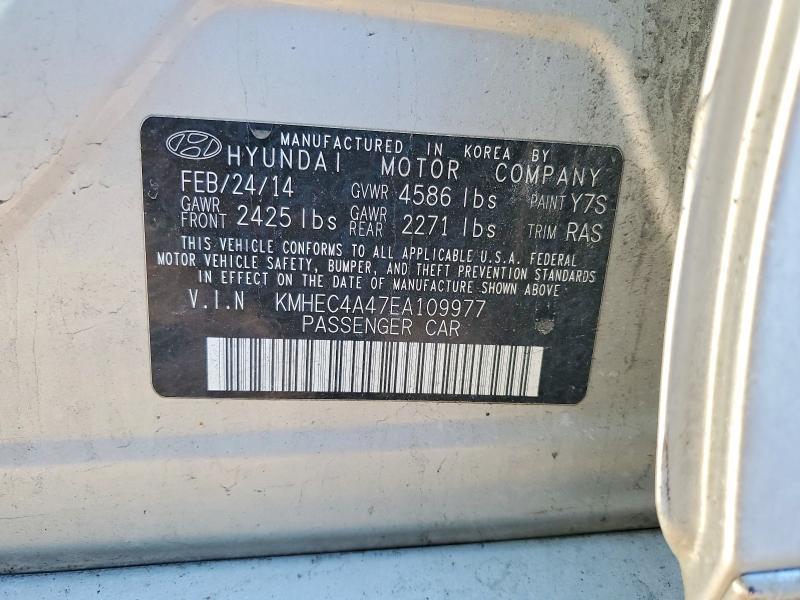 MANUFACTURED IN KOREA BY
HYUNDAI MOTOR COMPANY
FEB/24/14 GVWR 4586 lbs PAINT Y7S
GAWR FRONT 2425 lbs GAWR REAR 2271 lbs TRIM RAS
THIS VEHICLE CONFORMS TO ALL APPLICABLE U.S.A. FEDERAL
MOTOR VEHICLE SAFETY, BUMPER, AND THEFT PREVENTION STANDARDS
IN EFFECT ON THE DATE OF MANUFACTURE SHOWN ABOVE
V.I.N KMHEC4A47EA109977
PASSENGER CAR